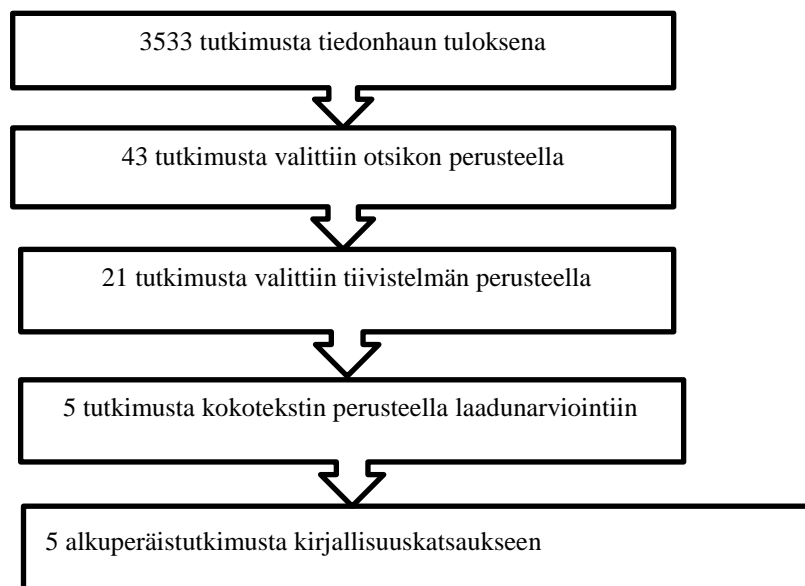 3533 tutkimusta tiedonhaun tuloksena
43 tutkimusta valittiin otsikon perusteella
21 tutkimusta valittiin tiivistelmän perusteella
5 tutkimusta kokotekstin perusteella laadunarviointiin
5 alkuperäistutkimusta kirjallisuuskatsaukseen